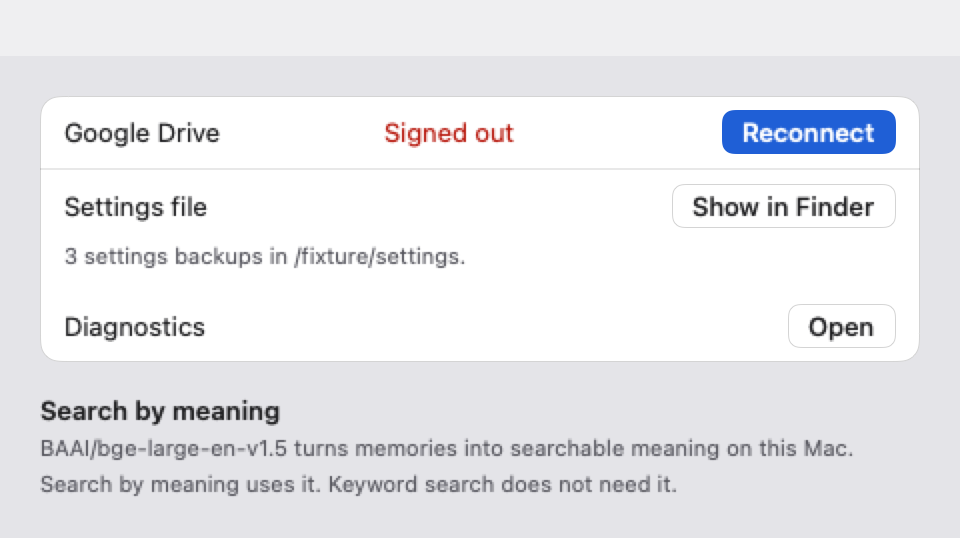 Google Drive Signed out Reconnect
Settings file Show in Finder
3 settings backups in /fixture/settings.
Diagnostics Open
Search by meaning
BAAI/bge-large-en-v1.5 turns memories into searchable meaning on this Mac.
Search by meaning uses it. Keyword search does not need it.